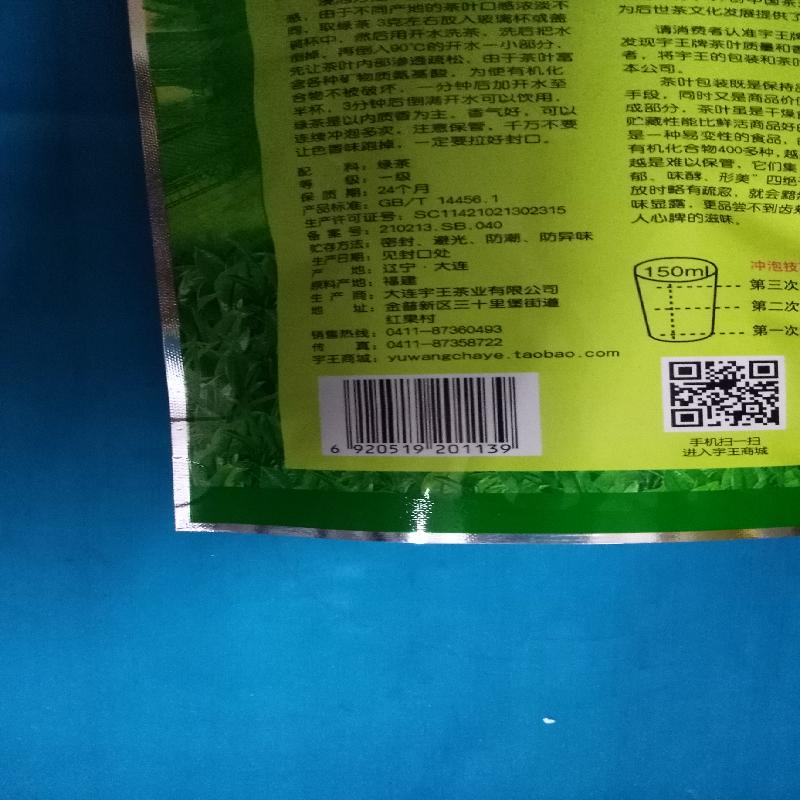 感，由于不同产地的茶叶口感浓淡不
同，取绿茶 3克左右放入玻璃杯或盖
碗杯中，然后用开水洗茶，洗后把水
倒掉，再倒入90℃的开水一小部分，
先让茶叶内部渗透疏松，由于茶叶富
含各种矿物质氨基酸，为使有机化
合物不被破坏，一分钟后加开水至
半杯，3分钟后倒满开水可以饮用，
绿茶是以内质香为主，香气好，可以
连续冲泡多次，注意保管，千万不要
让色香味跑掉，一定要拉好封口。
配 料：绿茶
等 级：一级
保 质 期：24个月
产品标准：GB/T 14456.1
生产许可证号：SC11421021302315
备 案 号：210213.SB.040
贮存方法：密封、避光、防潮、防异味
生产日期：见封口处
产 地：辽宁·大连
原料产地：福建
生 产 商：大连宇王茶业有限公司
地 址：金普新区三十里堡街道
红果村
销售热线：0411—87360493
传 真：0411—87358722
宇王商城：yuwangchaye.taobao.com
6 920519 201139
为后世茶文化发展提供了
请消费者认准宇王牌
发现宇王牌茶叶质量和香
者，将宇王的包装和茶叶
本公司。
茶叶包装既是保持品
手段，同时又是商品价值
成部分，茶叶虽是干燥食
贮藏性能比鲜活商品好
是一种易变性的食品，
有机化合物400多种，越
越是难以保管，它们集
郁、味醇、形美”四绝
放时略有疏忽，就会黯
味显露，更品尝不到齿颊
人心脾的滋味。
150ml
冲泡技
第三次
第二次
第一次
手机扫一扫
进入宇王商城